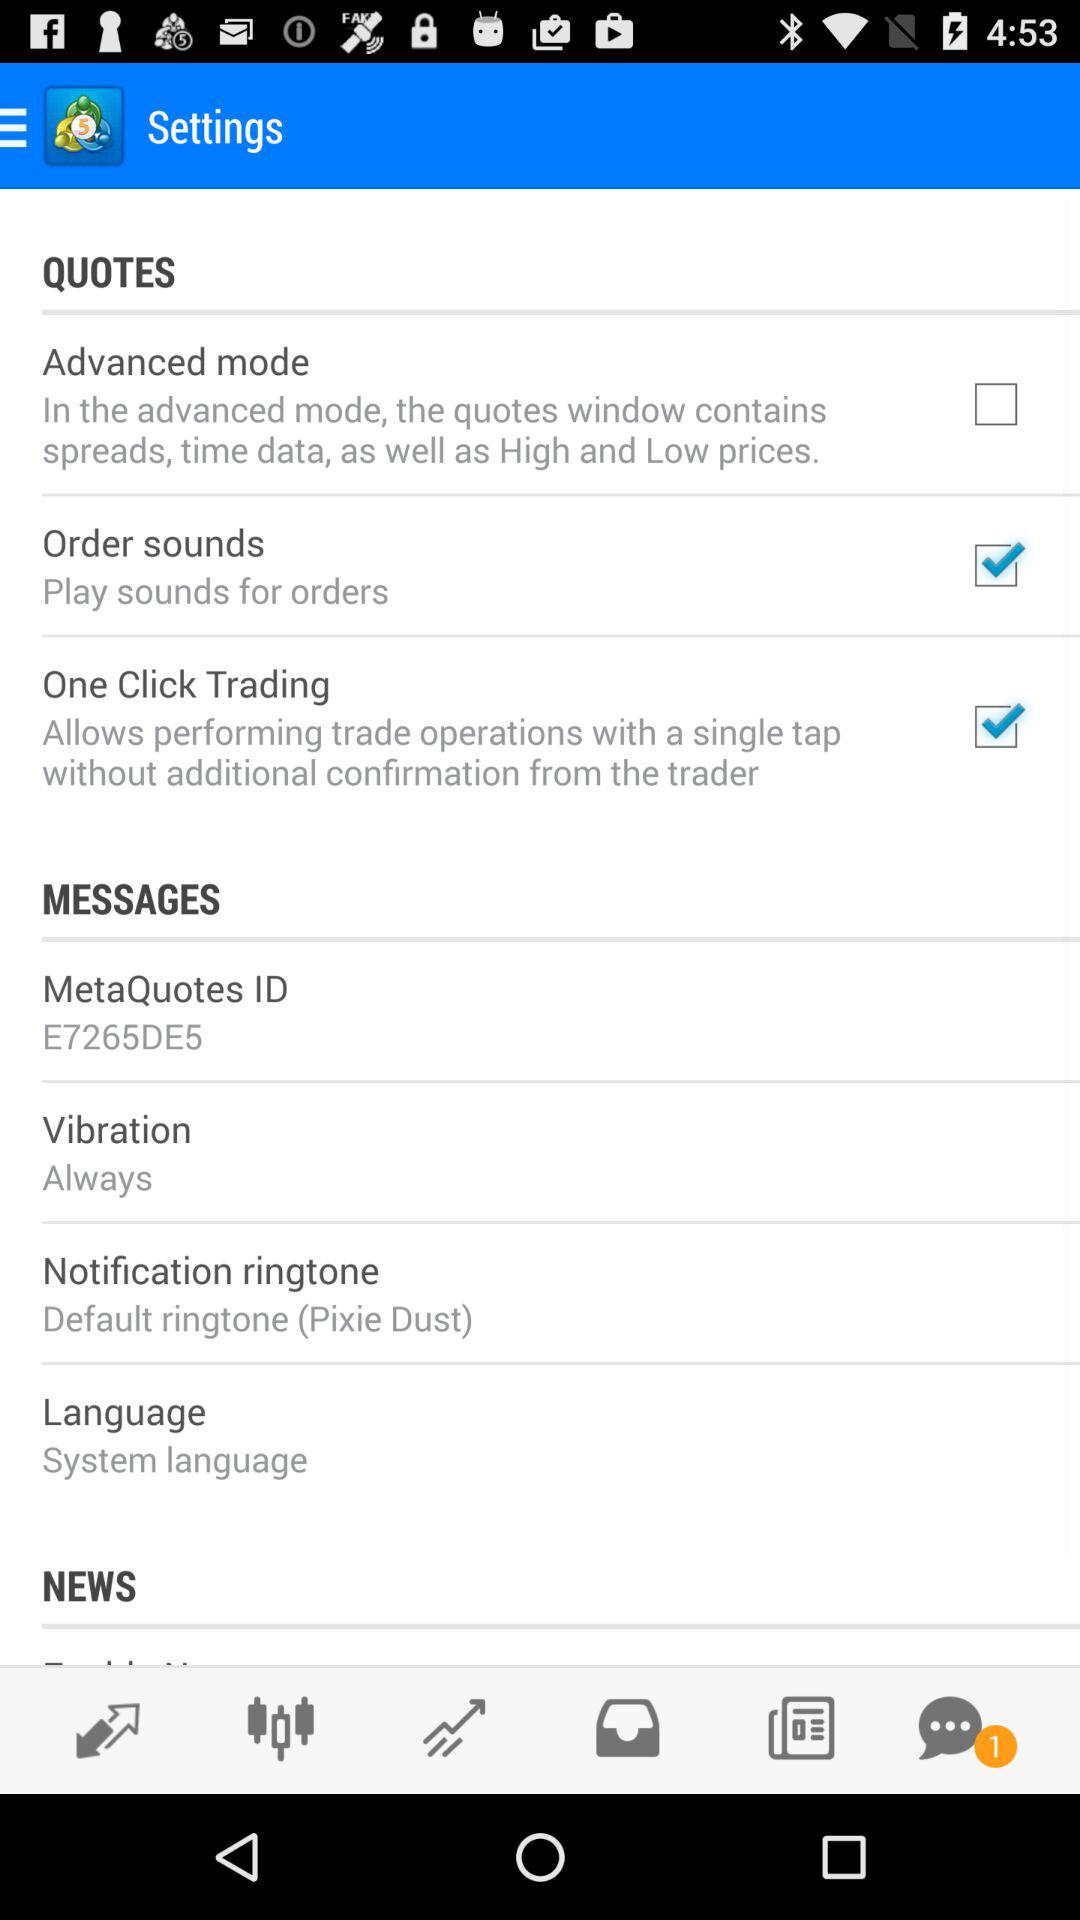 FAKE
4:53
5
Settings
QUOTES
Advanced mode
In the advanced mode, the quotes window contains
spreads, time data, as well as High and Low prices.
Order sounds
Play sounds for orders
One Click Trading
Allows performing trade operations with a single tap
without additional confirmation from the trader
MESSAGES
MetaQuotes ID
E7265DE5
Vibration
Always
Notification ringtone
Default ringtone (Pixie Dust)
Language
System language
NEWS
1